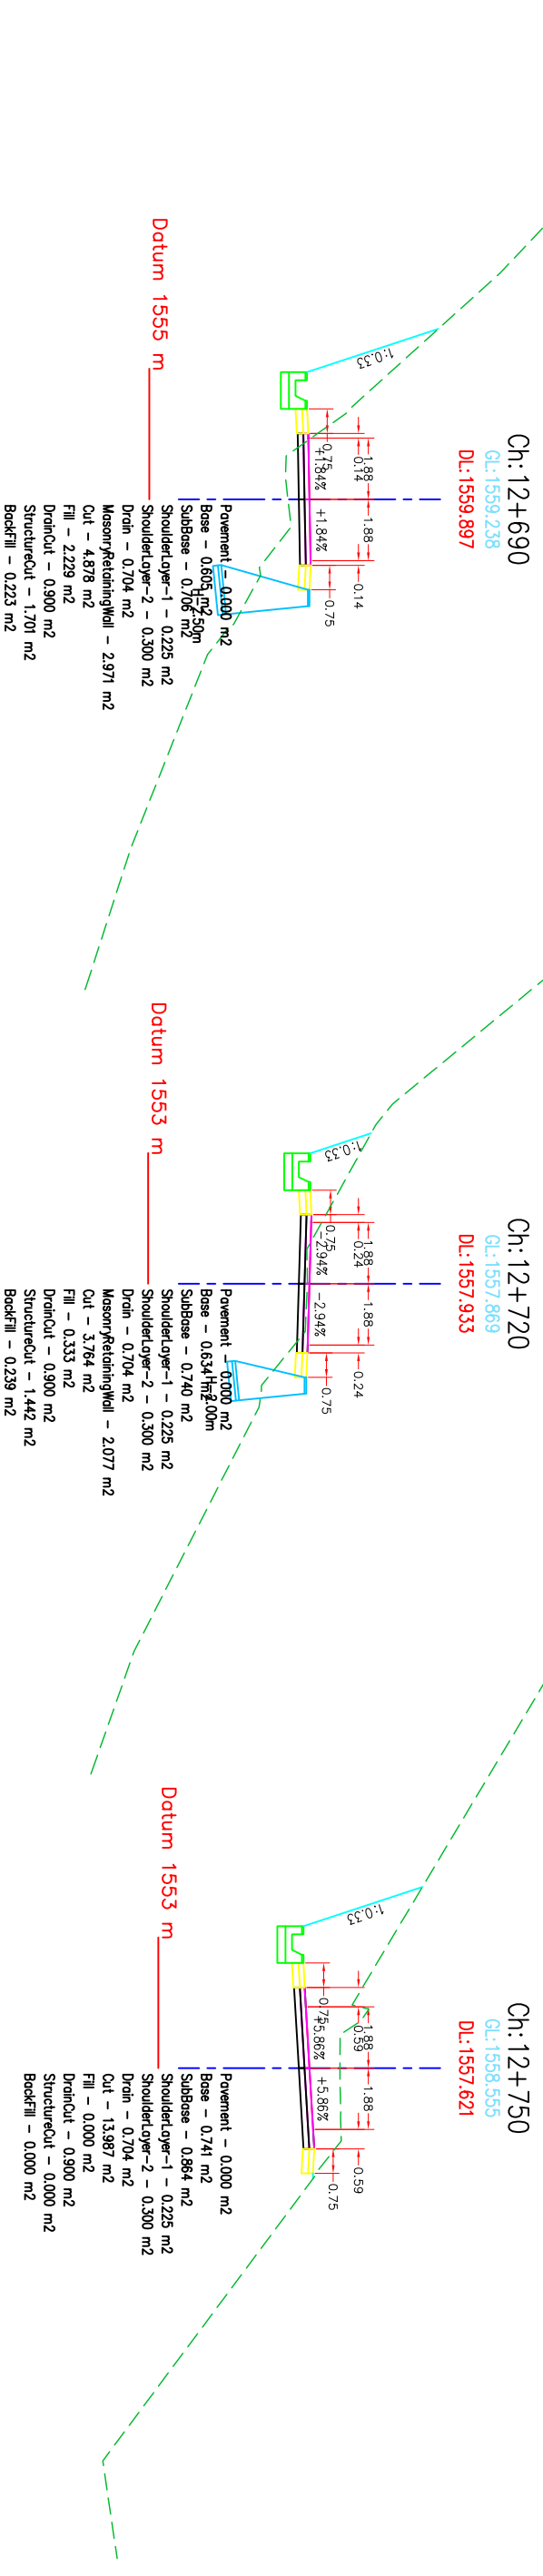 Ch: 12+690
GL:1559.238
DL:1559.897
1.88
1.88
0.14
0.14
0.75
0.75
+1.84%
+1.84%
1:0.33
H=2.50m
Datum 1555 m
Pavement - 0.000 m2
Base - 0.605 m2
SubBase - 0.706 m2
ShoulderLayer-1 - 0.225 m2
ShoulderLayer-2 - 0.300 m2
Drain - 0.704 m2
MasonryRetainingWall - 2.971 m2
Cut - 4.878 m2
Fill - 2.229 m2
DrainCut - 0.900 m2
StructureCut - 1.701 m2
BackFill - 0.223 m2
Ch: 12+720
GL:1557.869
DL:1557.933
1.88
1.88
0.24
0.24
0.75
0.75
-2.94%
-2.94%
1:0.33
H=2.00m
Datum 1553 m
Pavement - 0.000 m2
Base - 0.634 m2
SubBase - 0.740 m2
ShoulderLayer-1 - 0.225 m2
ShoulderLayer-2 - 0.300 m2
Drain - 0.704 m2
MasonryRetainingWall - 2.077 m2
Cut - 3.764 m2
Fill - 0.333 m2
DrainCut - 0.900 m2
StructureCut - 1.442 m2
BackFill - 0.239 m2
Ch: 12+750
GL:1558.555
DL:1557.621
1.88
1.88
0.59
0.59
0.75
0.75
+5.86%
+5.86%
1:0.33
Datum 1553 m
Pavement - 0.000 m2
Base - 0.741 m2
SubBase - 0.864 m2
ShoulderLayer-1 - 0.225 m2
ShoulderLayer-2 - 0.300 m2
Drain - 0.704 m2
Cut - 13.987 m2
Fill - 0.000 m2
DrainCut - 0.900 m2
StructureCut - 0.000 m2
BackFill - 0.000 m2